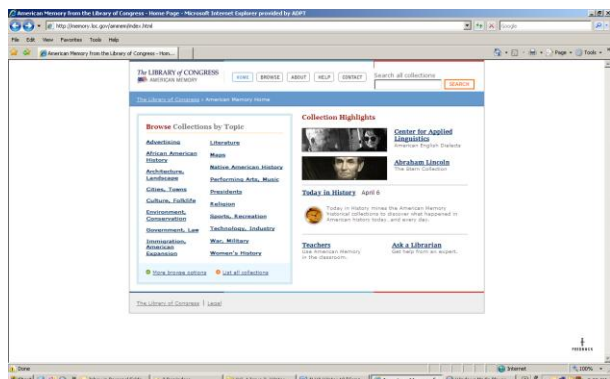 American Memory from the Library of Congress - Home Page - Microsoft Internet Explorer provided by ADPT
http://memory.loc.gov/ammem/index.html
Google
File Edit View Favorites Tools Help
American Memory from the Library of Congress - Hom...
Page Tools
The LIBRARY of CONGRESS
AMERICAN MEMORY
HOME BROWSE ABOUT HELP CONTACT
Search all collections
SEARCH
The Library of Congress > American Memory Home
Browse Collections by Topic
Advertising
African American
History
Architecture,
Landscape
Cities, Towns
Culture, Folklife
Environment,
Conservation
Government, Law
Immigration,
American
Expansion
Literature
Maps
Native American History
Performing Arts, Music
Presidents
Religion
Sports, Recreation
Technology, Industry
War, Military
Women's History
More browse options
List all collections
Collection Highlights
Center for Applied
Linguistics
American English Dialects
Abraham Lincoln
The Stern Collection
Today in History April 6
Today in History mines the American Memory
historical collections to discover what happened in
American history today...and every day.
Teachers
Use American Memory
in the classroom.
Ask a Librarian
Get help from an expert.
The Library of Congress | Legal
FEEDBACK
Done
Internet
100%